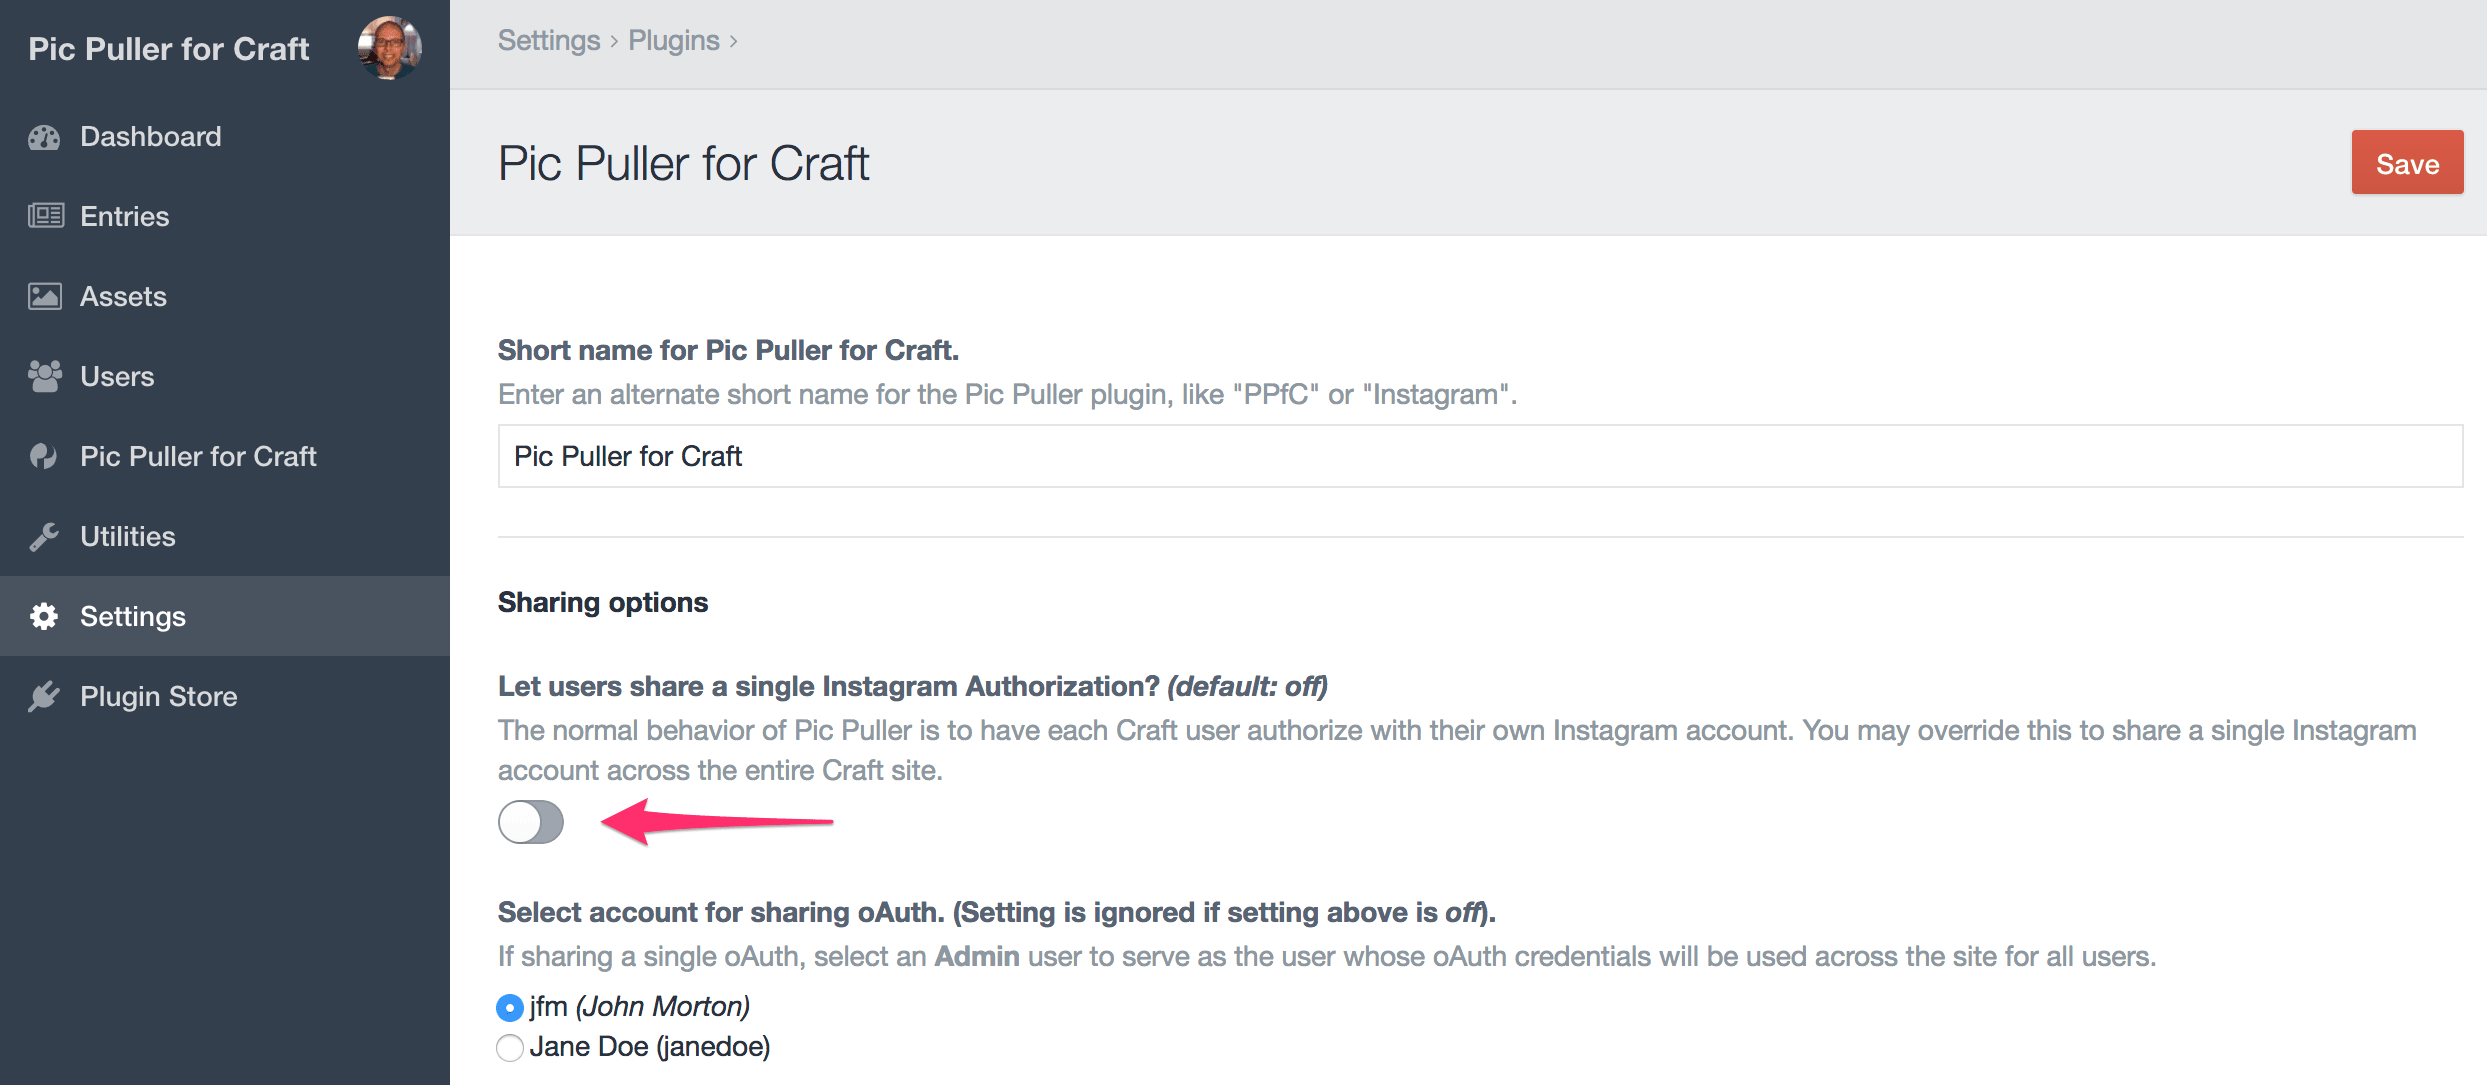 Pic Puller for Craft
Dashboard
Entries
Assets
Users
Pic Puller for Craft
Utilities
Settings
Plugin Store
Settings › Plugins ›
Pic Puller for Craft
Save
Short name for Pic Puller for Craft.
Enter an alternate short name for the Pic Puller plugin, like "PPfC" or "Instagram".
Pic Puller for Craft
Sharing options
Let users share a single Instagram Authorization? (default: off)
The normal behavior of Pic Puller is to have each Craft user authorize with their own Instagram account. You may override this to share a single Instagram
account across the entire Craft site.
Select account for sharing oAuth. (Setting is ignored if setting above is off).
If sharing a single oAuth, select an Admin user to serve as the user whose oAuth credentials will be used across the site for all users.
jfm (John Morton)
Jane Doe (janedoe)